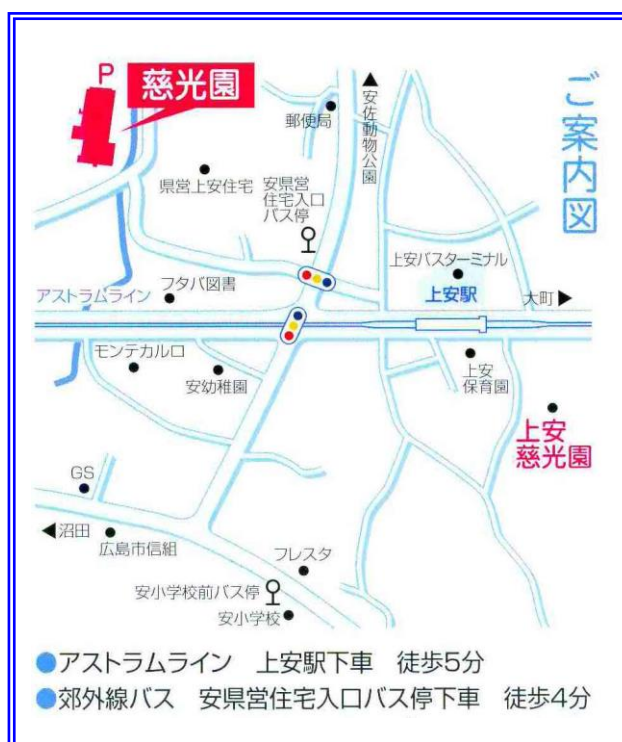 P
慈光園
ご案内図
郵便局
▲安佐動物公園
県営上安住宅
安県営
住宅入口
バス停
上安バスターミナル
上安駅
フタバ図書
アストラムライン
大町▶
モンテカルロ
安幼稚園
上安
保育園
上安
慈光園
GS
◀沼田
広島市信組
フレスタ
安小学校前バス停
安小学校
●アストラムライン 上安駅下車 徒歩5分
●郊外線バス 安県営住宅入口バス停下車 徒歩4分